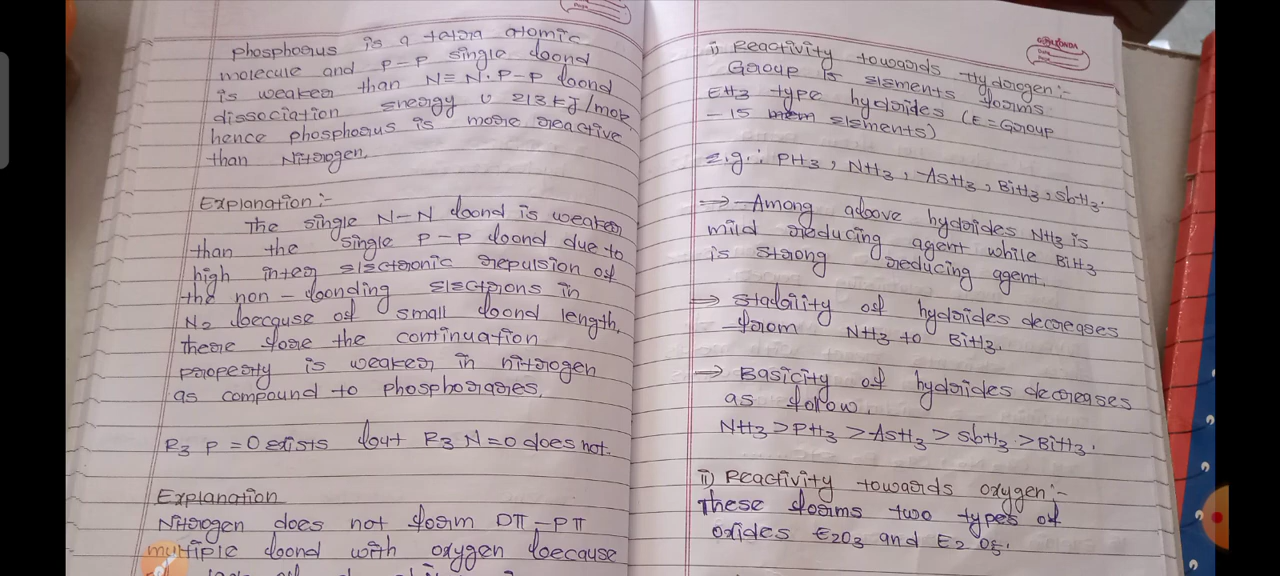 phosphorus is a tetra atomic
molecule and P-P single bond
is weaker than N≡N. P-P bond
dissociation energy is 213 kJ/mole,
hence phosphorus is more reactive
than Nitrogen.
Explanation :-
The single N-N bond is weaker
than the single P-P bond due to
high inter electronic repulsion of
the non-bonding electrons in
N2 because of small bond length,
there fore the continuation
property is weaker in nitrogen
as compound to phosphorares.
R3 P=O exists but R3 N=O does not.
Explanation
Nitrogen does not form Dπ-Pπ
multiple bond with oxygen because
GOLKONDA
Date
Page
i) Reactivity towards Hydrogen:-
Group 15 elements forms
EH3 type hydrides (E = Group
-15 elements)
e.g.: PH3, NH3, AsH3, BiH3, SbH3.
⇒ Among above hydrides NH3 is
mild reducing agent while BiH3
is strong reducing agent.
⇒ Stability of hydrides decreases
from NH3 to BiH3.
⇒ Basicity of hydrides decreases
as follow.
NH3 > PH3 > AsH3 > SbH3 > BiH3.
ii) Reactivity towards oxygen:-
These forms two types of
oxides E2O3 and E2O5.